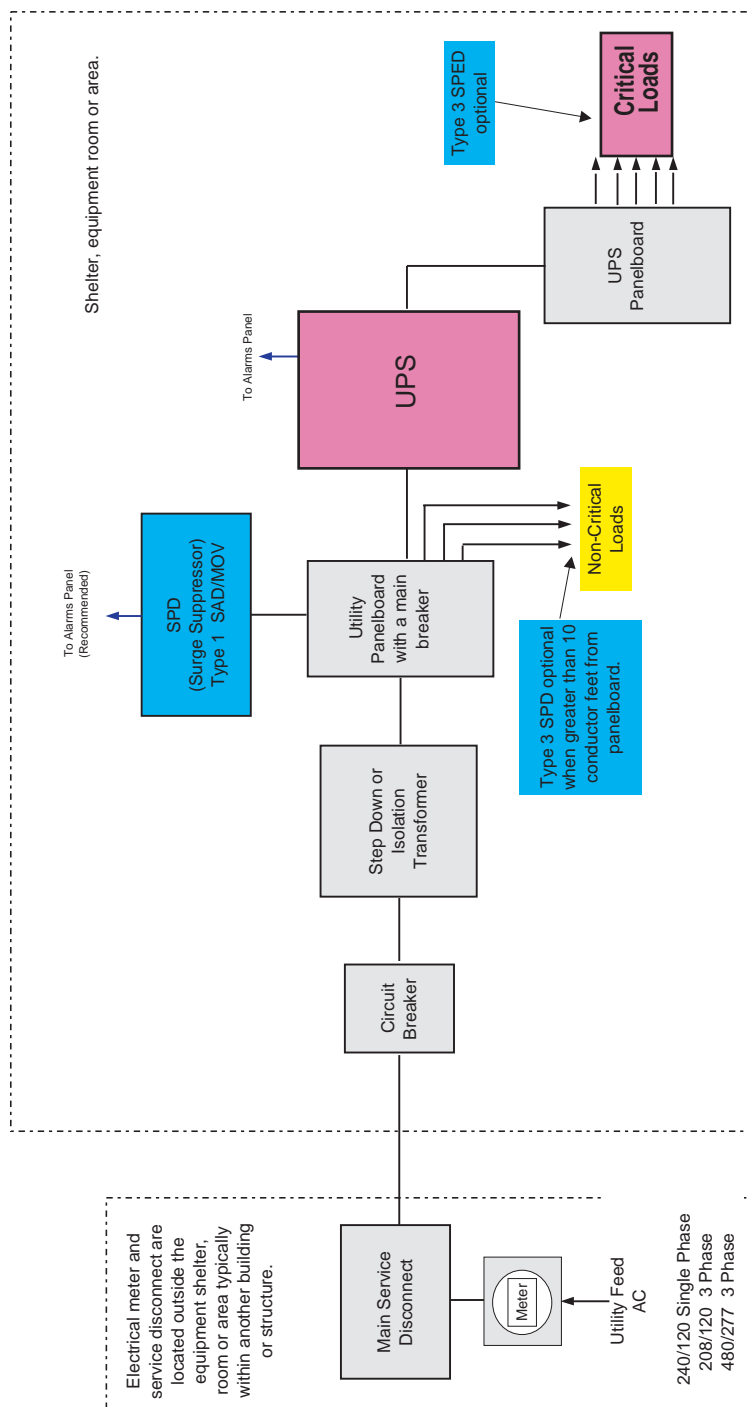 Shelter, equipment room or area.
Electrical meter and
service disconnect are
located outside the
equipment shelter,
room or area typically
within another building
or structure.
Main Service
Disconnect
Meter
Utility Feed
AC
240/120 Single Phase
208/120 3 Phase
480/277 3 Phase
Circuit
Breaker
Step Down or
Isolation
Transformer
To Alarms Panel
(Recommended)
SPD
(Surge Suppressor)
Type 1 SAD/MOV
Utility
Panelboard
with a main
breaker
Type 3 SPD optional
when greater than 10
conductor feet from
panelboard.
Non-Critical
Loads
To Alarms Panel
UPS
UPS
Panelboard
Type 3 SPED
optional
Critical
Loads